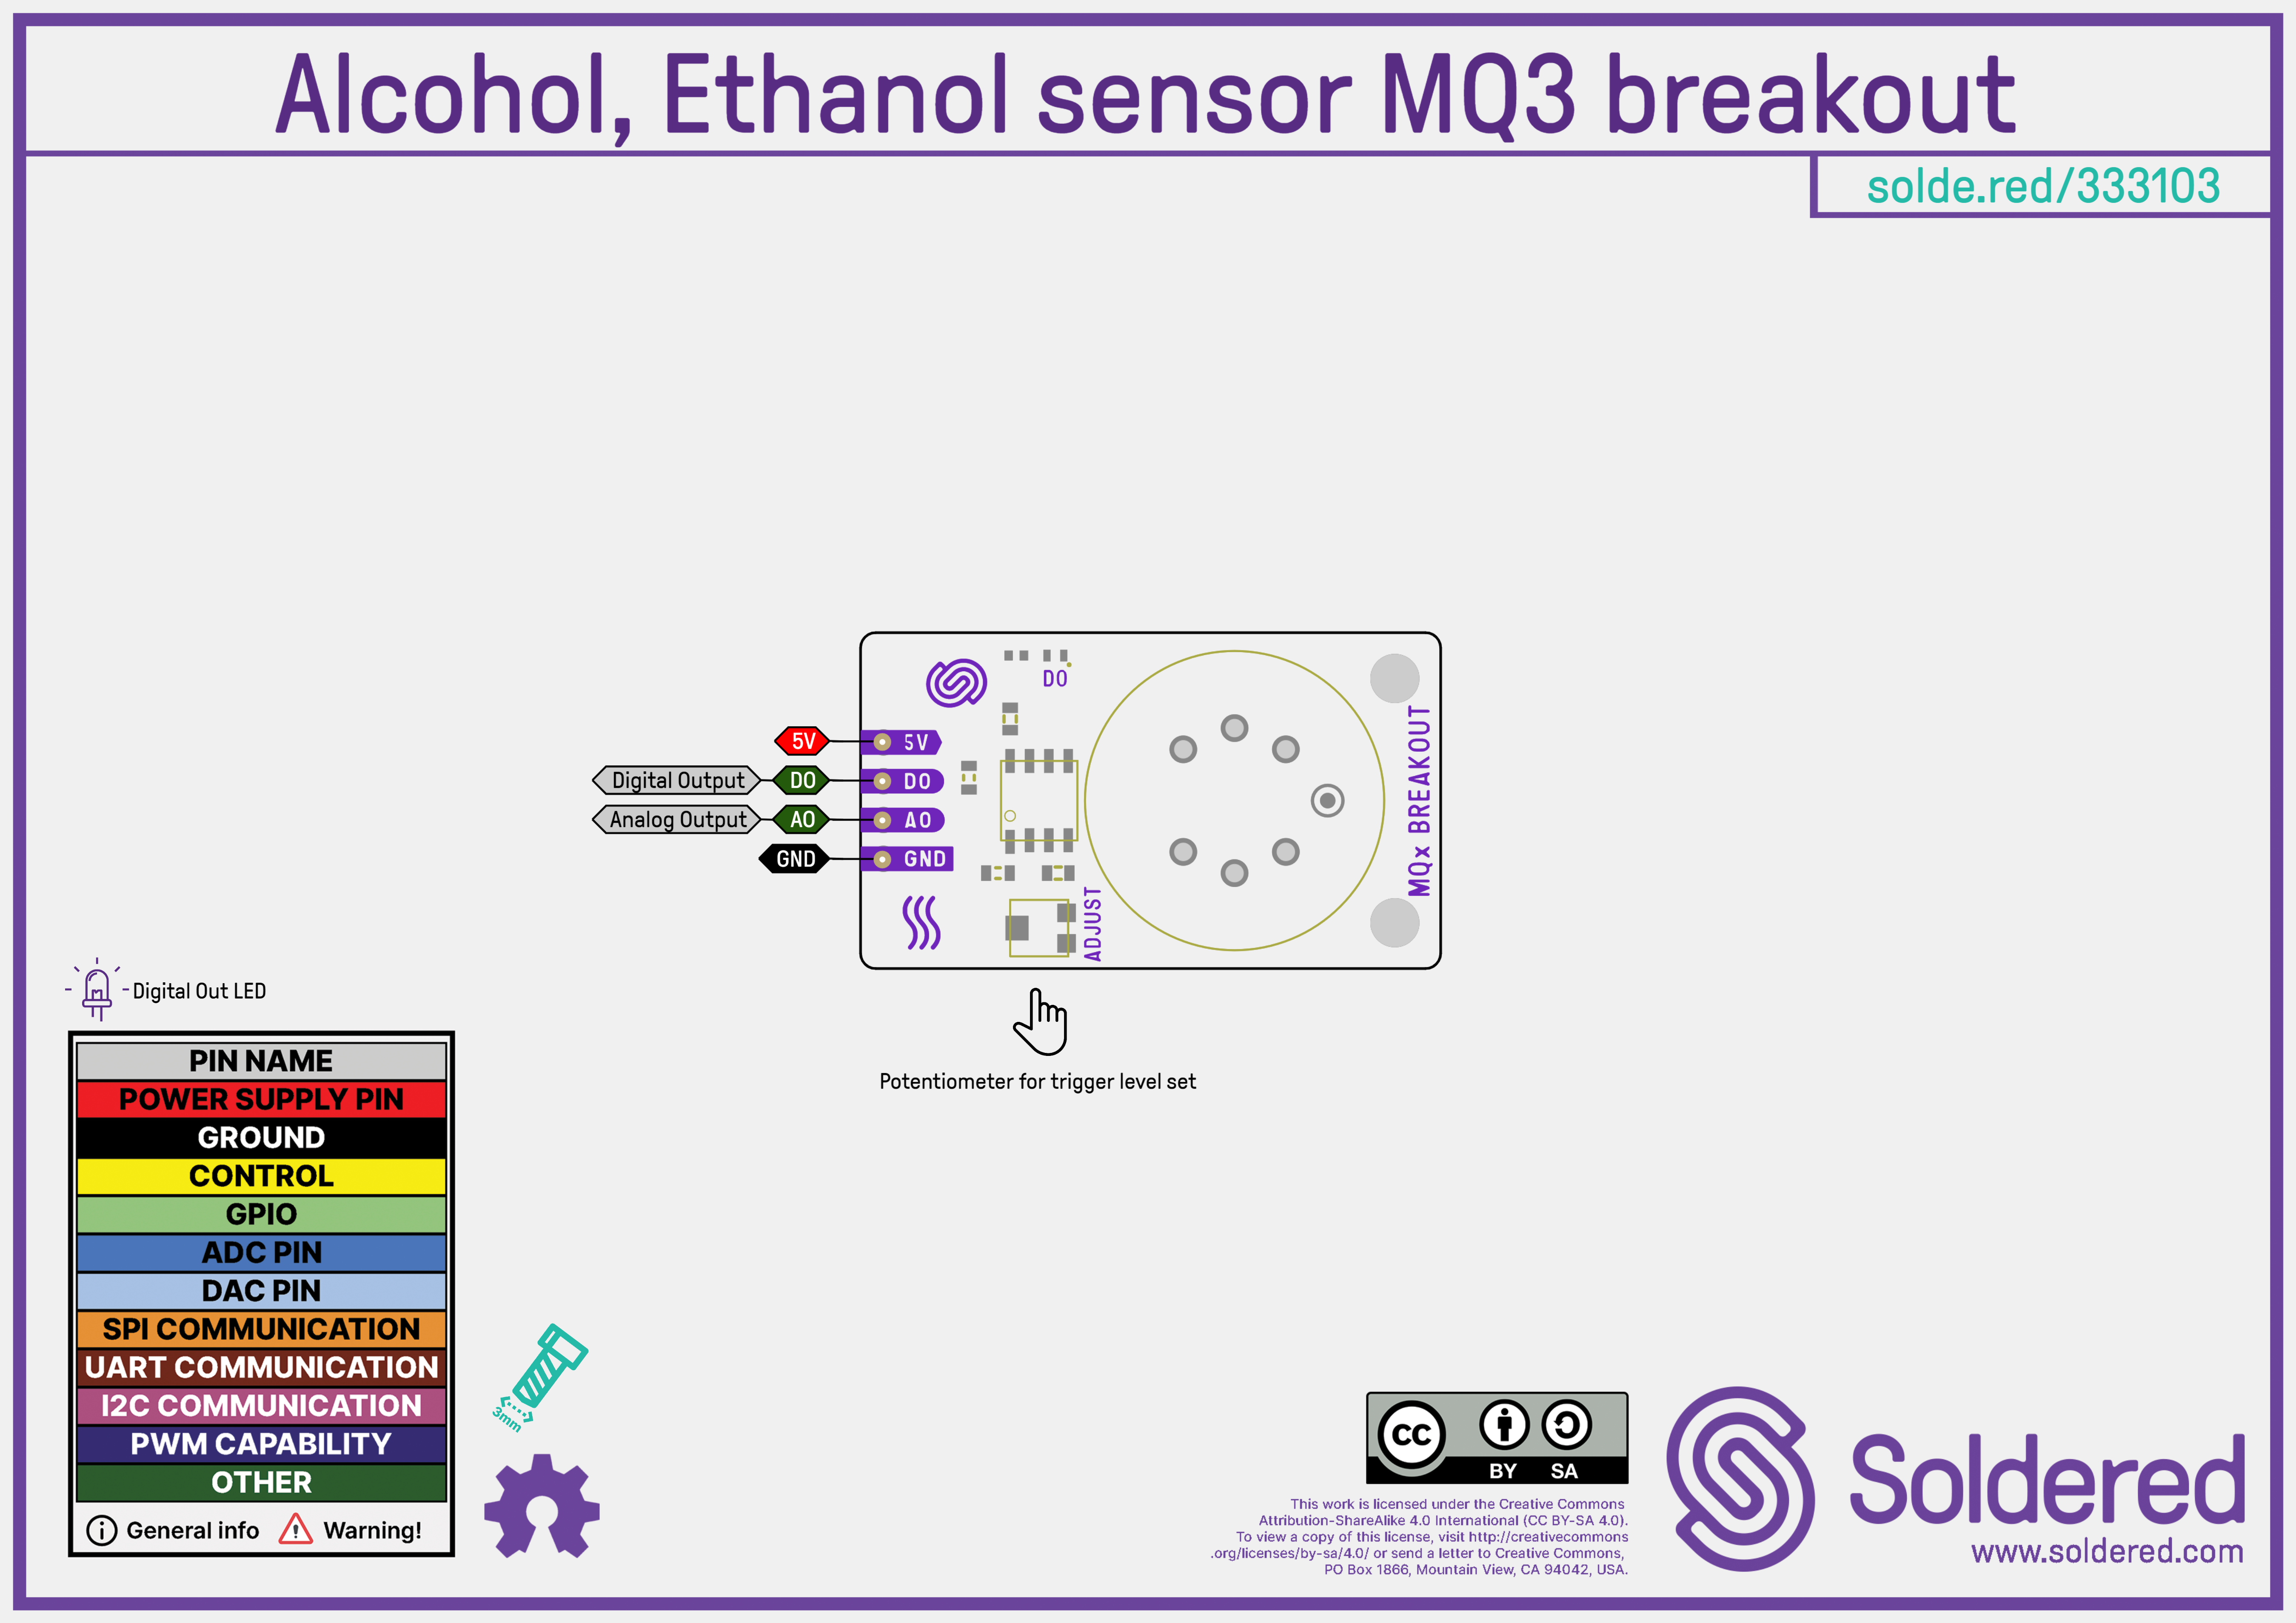 Alcohol, Ethanol sensor MQ3 breakout
solde.red/333103
DO
5V 5V
Digital Output DO DO
Analog Output AO AO
GND GND
ADJUST
MQx BREAKOUT
Potentiometer for trigger level set
Digital Out LED
PIN NAME
POWER SUPPLY PIN
GROUND
CONTROL
GPIO
ADC PIN
DAC PIN
SPI COMMUNICATION
UART COMMUNICATION
I2C COMMUNICATION
PWM CAPABILITY
OTHER
General info Warning!
3mm
CC BY SA
This work is licensed under the Creative Commons
Attribution-ShareAlike 4.0 International (CC BY-SA 4.0).
To view a copy of this license, visit http://creativecommons
.org/licenses/by-sa/4.0/ or send a letter to Creative Commons,
PO Box 1866, Mountain View, CA 94042, USA.
Soldered
www.soldered.com